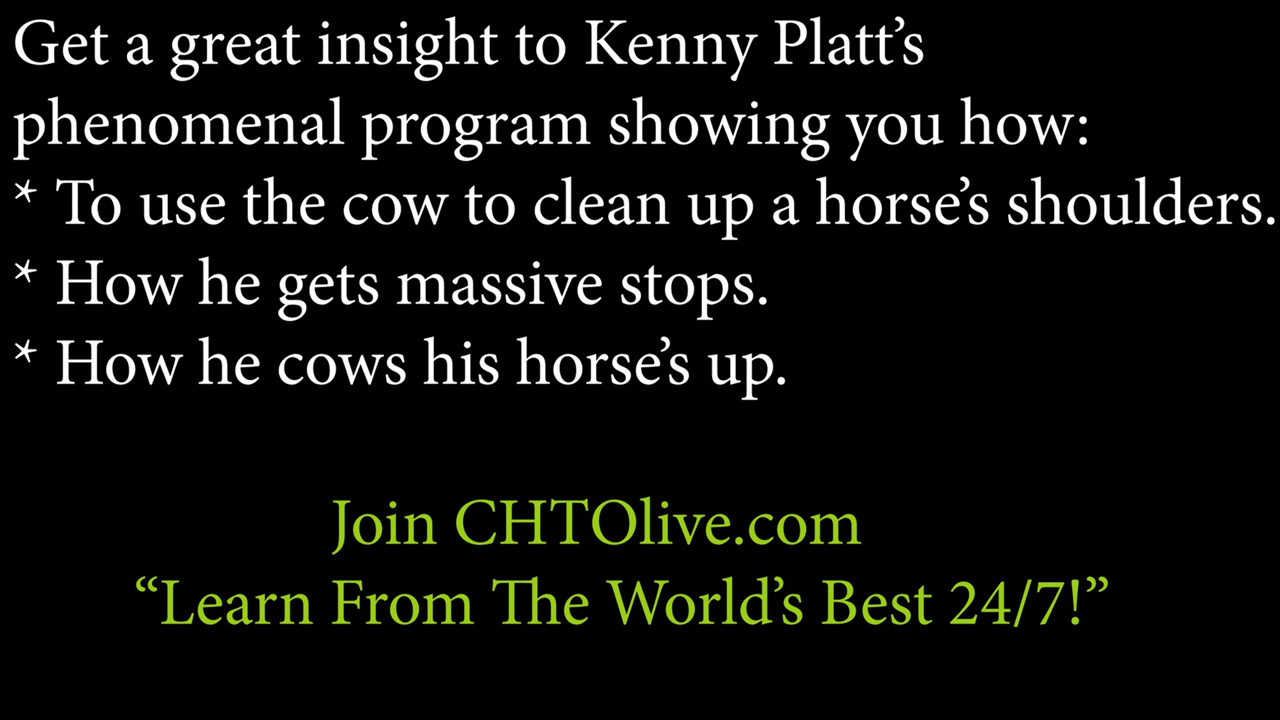 Get a great insight to Kenny Platt’s
phenomenal program showing you how:
* To use the cow to clean up a horse’s shoulders.
* How he gets massive stops.
* How he cows his horse’s up.
Join CHTOlive.com
“Learn From The World’s Best 24/7!”